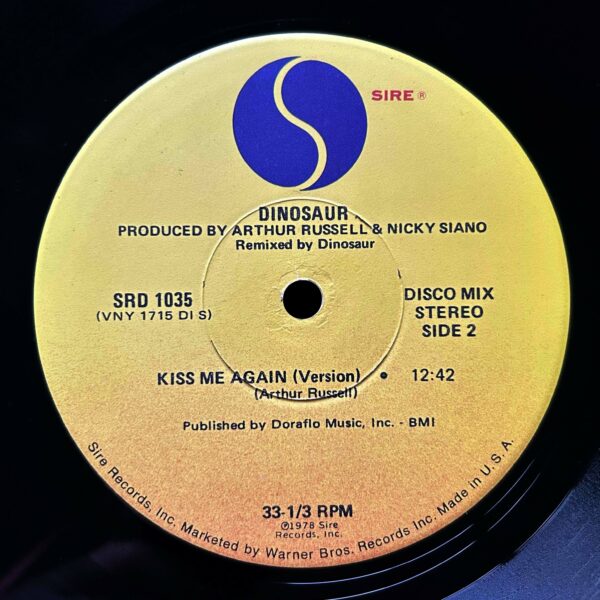 SIRE ®
DINOSAUR
PRODUCED BY ARTHUR RUSSELL & NICKY SIANO
Remixed by Dinosaur
SRD 1035
(VNY 1715 DI S)
DISCO MIX
STEREO
SIDE 2
KISS ME AGAIN (Version) • 12:42
(Arthur Russell)
Published by Doraflo Music, Inc. - BMI
33-1/3 RPM
℗1978 Sire
Records, Inc.
Sire Records, Inc. Marketed by Warner Bros. Records Inc. Made in U.S.A.